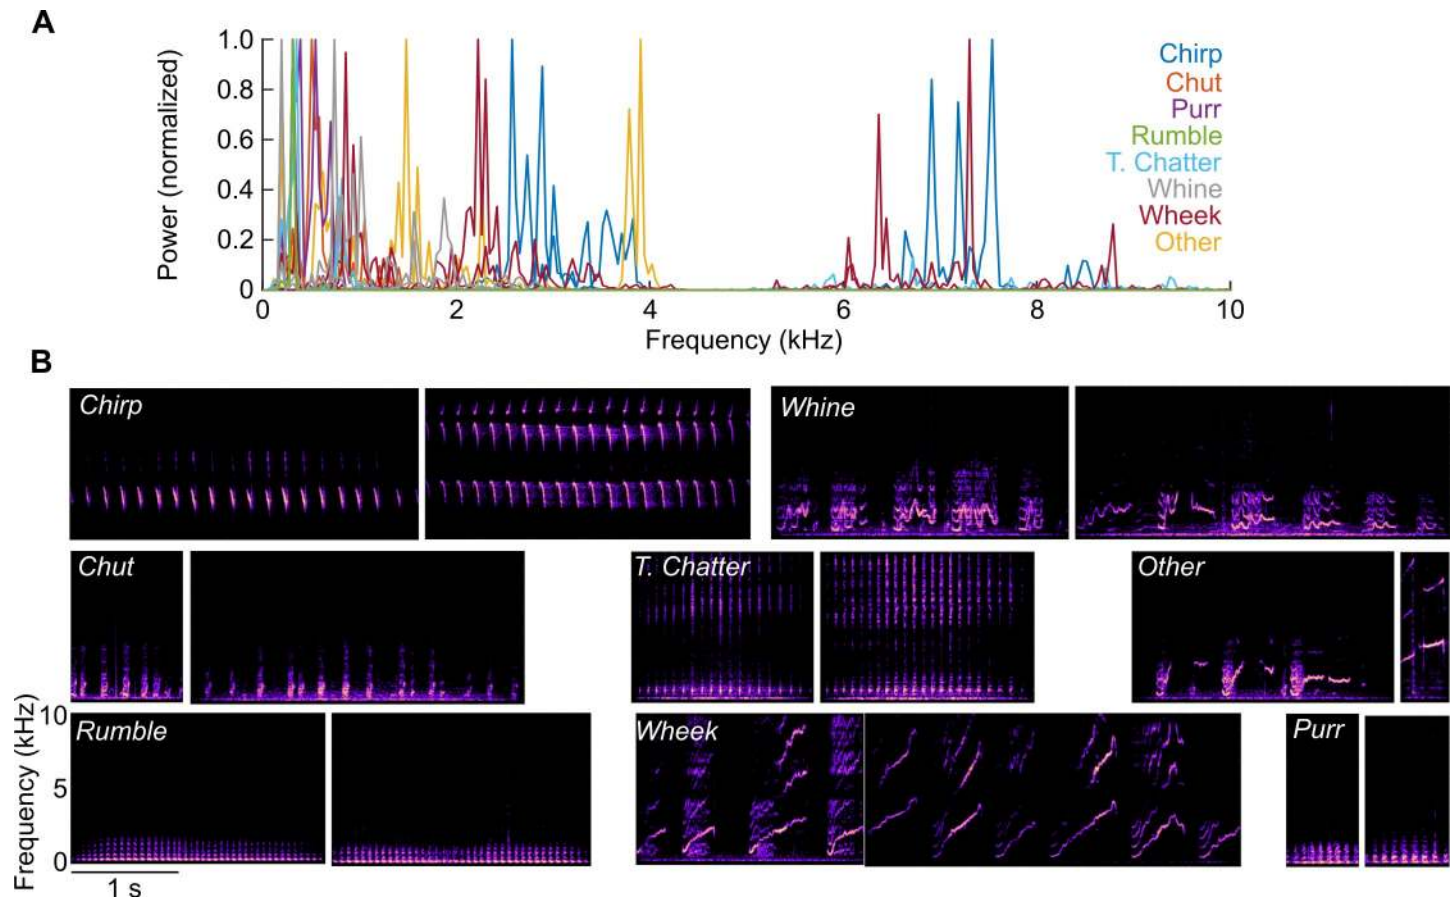 A
Power (normalized)
1.0
0.8
0.6
0.4
0.2
0
0 2 4 6 8 10
Frequency (kHz)
Chirp
Chut
Purr
Rumble
T. Chatter
Whine
Wheek
Other
B
Chirp
Whine
Chut
T. Chatter
Other
Rumble
Wheek
Purr
Frequency (kHz)
10
5
0
1 s